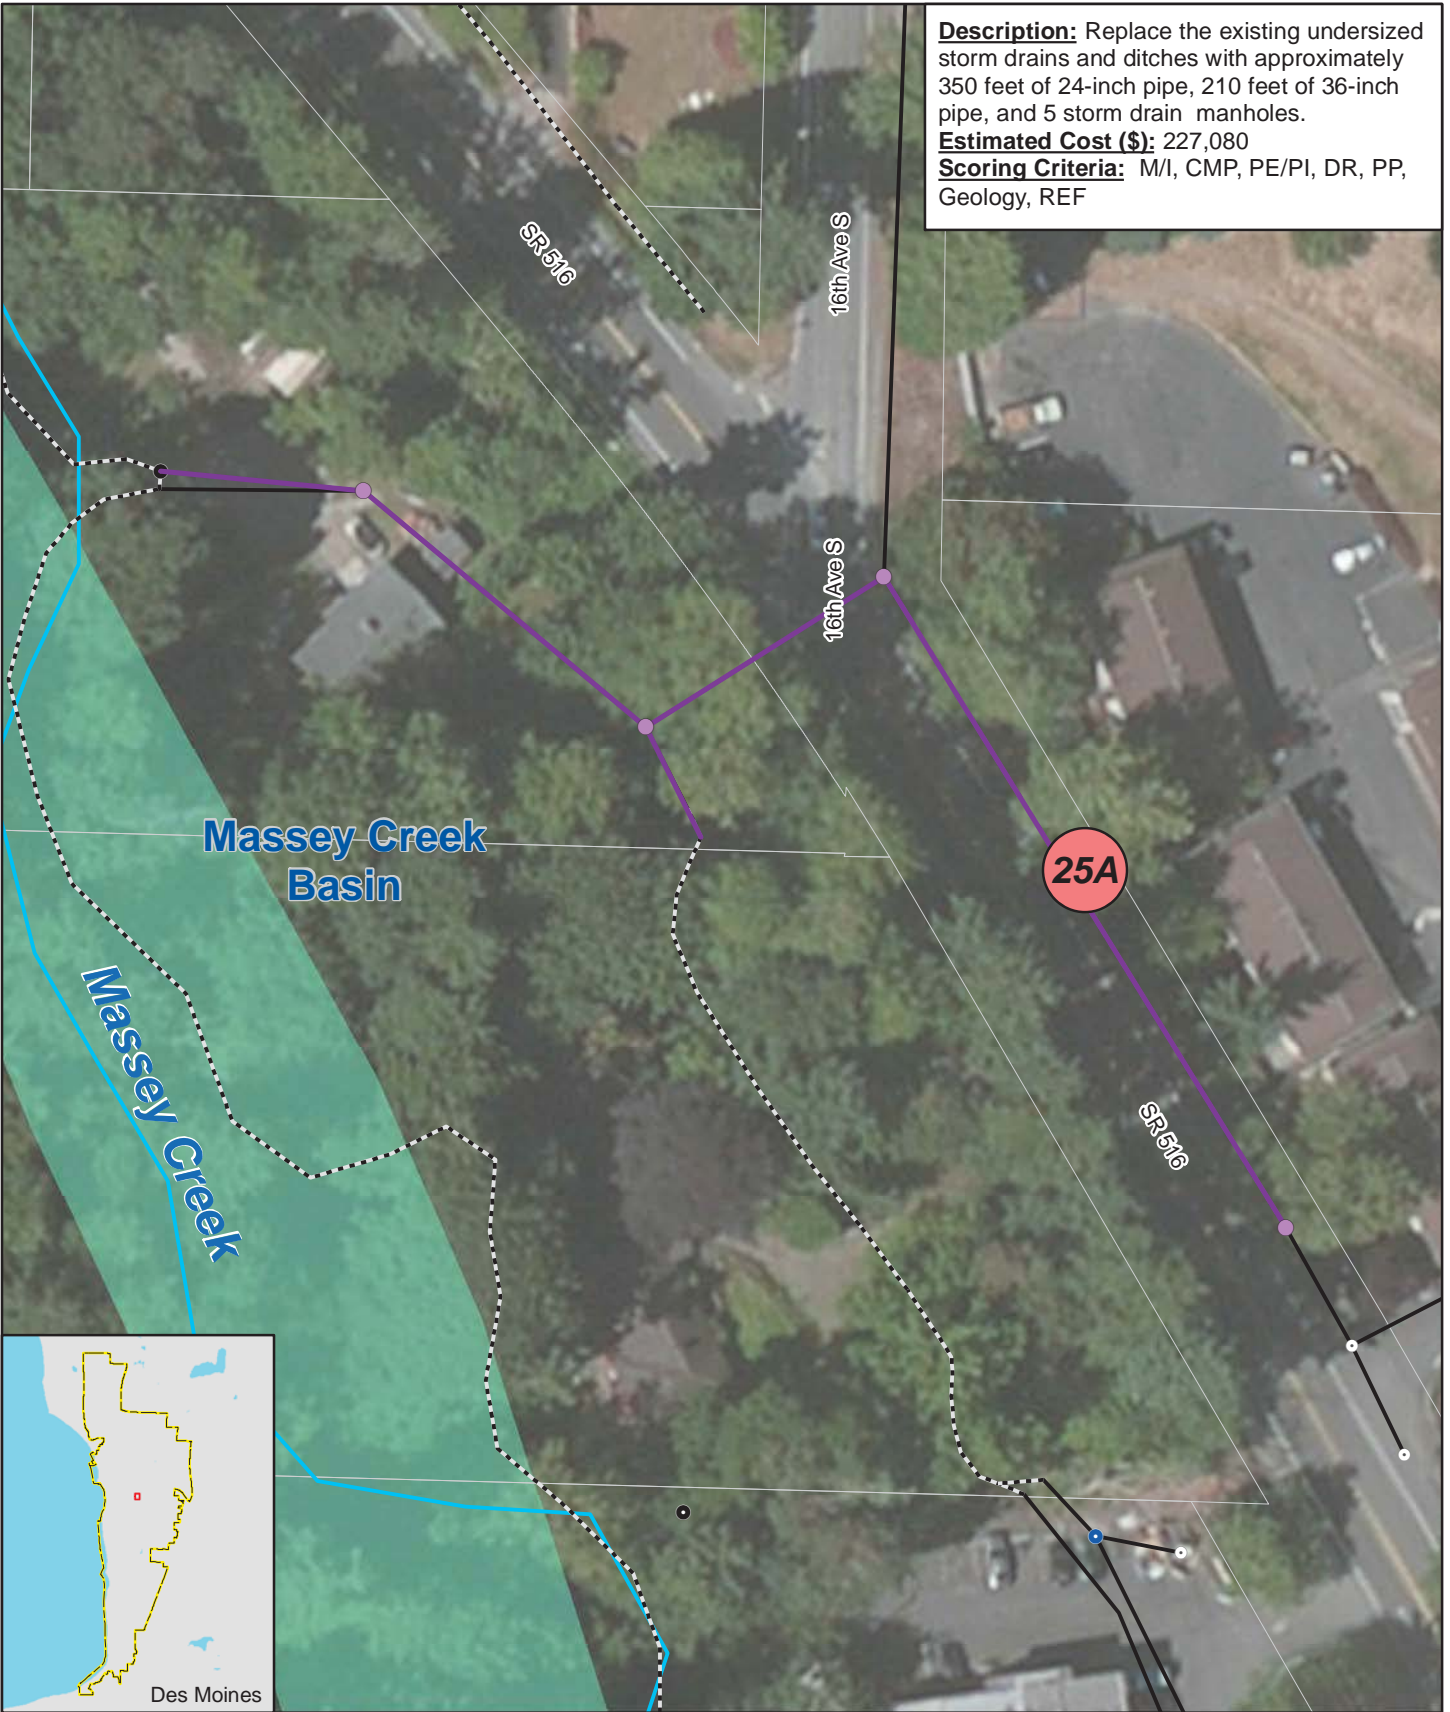 Description: Replace the existing undersized
storm drains and ditches with approximately
350 feet of 24-inch pipe, 210 feet of 36-inch
pipe, and 5 storm drain manholes.
Estimated Cost ($): 227,080
Scoring Criteria: M/I, CMP, PE/PI, DR, PP,
Geology, REF
SR 516
16th Ave S
16th Ave S
Massey Creek
Basin
25A
Massey Creek
SR 516
Des Moines